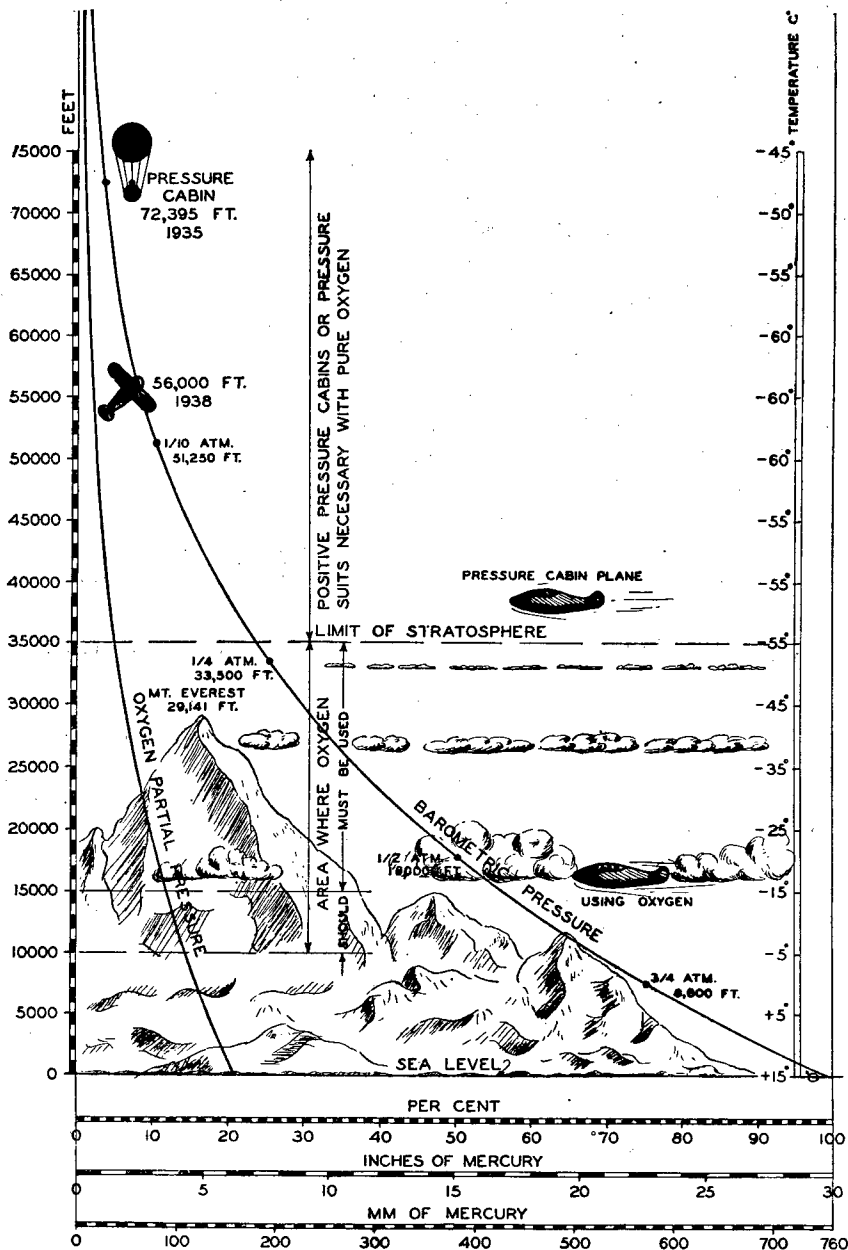 FEET
TEMPERATURE C°
75000
70000
65000
60000
55000
50000
45000
40000
35000
30000
25000
20000
15000
10000
5000
0
-45°
-50°
-55°
-60°
-60°
-60°
-55°
-55°
-55°
-45°
-35°
-25°
-15°
-5°
+5°
+15°
PRESSURE
CABIN
72,395 FT.
1935
56,000 FT.
1938
1/10 ATM.
51,250 FT.
POSITIVE PRESSURE CABINS OR PRESSURE
SUITS NECESSARY WITH PURE OXYGEN
PRESSURE CABIN PLANE
LIMIT OF STRATOSPHERE
1/4 ATM.
33,500 FT.
MT. EVEREST
29,141 FT.
OXYGEN PARTIAL PRESSURE
AREA WHERE OXYGEN
SHOULD MUST BE USED
BAROMETRIC PRESSURE
1/2 ATM.
18000 FT.
USING OXYGEN
3/4 ATM.
8,800 FT.
SEA LEVEL
PER CENT
0 10 20 30 40 50 60 70 80 90 100
INCHES OF MERCURY
0 5 10 15 20 25 30
MM OF MERCURY
0 100 200 300 400 500 600 700 760